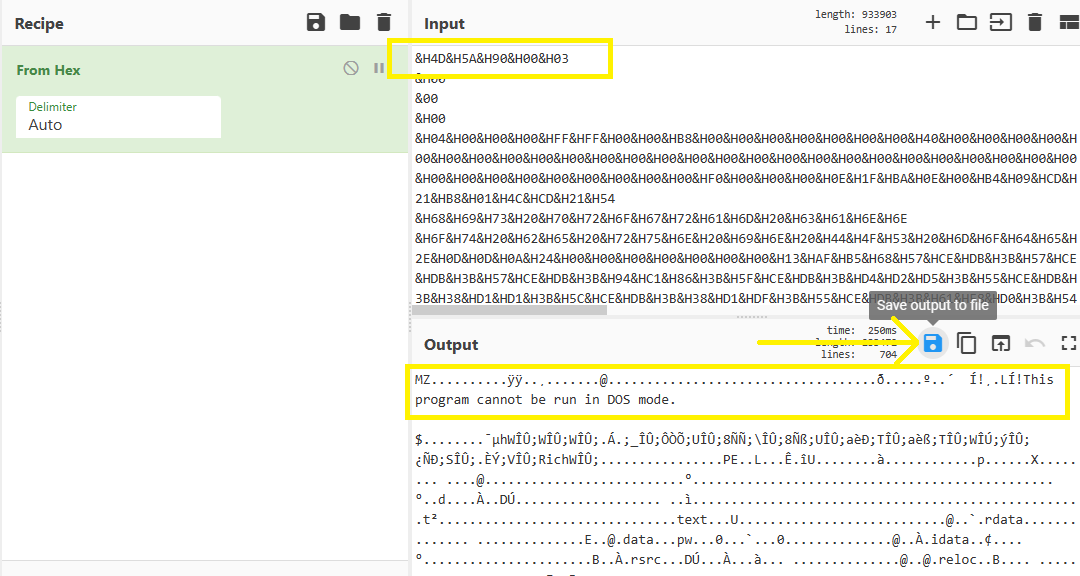 Recipe
From Hex
Delimiter
Auto
Input
length: 933903
lines: 17
&H4D&H5A&H90&H00&H03
&H00
&00
&H00
&H04&H00&H00&H00&HFF&HFF&H00&H00&HB8&H00&H00&H00&H00&H00&H00&H00&H40&H00&H00&H00&H00&H
00&H00&H00&H00&H00&H00&H00&H00&H00&H00&H00&H00&H00&H00&H00&H00&H00&H00&H00&H00&H00&H00
&H00&H00&H00&H00&H00&H00&H00&H00&HF0&H00&H00&H00&H0E&H1F&HBA&H0E&H00&HB4&H09&HCD&H
21&HB8&H01&H4C&HCD&H21&H54
&H68&H69&H73&H20&H70&H72&H6F&H67&H72&H61&H6D&H20&H63&H61&H6E&H6E
&H6F&H74&H20&H62&H65&H20&H72&H75&H6E&H20&H69&H6E&H20&H44&H4F&H53&H20&H6D&H6F&H64&H65&H
2E&H0D&H0D&H0A&H24&H00&H00&H00&H00&H00&H00&H00&H13&HAF&HB5&H68&H57&HCE&HDB&H3B&H57&HCE
&HDB&H3B&H57&HCE&HDB&H3B&H94&HC1&H86&H3B&H5F&HCE&HDB&H3B&HD4&HD2&HD5&H3B&H55&HCE&HDB&H
3B&H38&HD1&HD1&H3B&H5C&HCE&HDB&H3B&H38&HD1&HDF&H3B&H55&HCE&HDB&H3B&H61&HE8&HD0&H3B&H54
Save output to file
Output
time: 250ms
lines: 704
MZ..........ÿÿ..¸.......@...................................ð.....º..´ Í!¸.LÍ!This
program cannot be run in DOS mode.
$........¯µhWÎÛ;WÎÛ;WÎÛ;.Á.;_ÎÛ;ÔÒÕ;UÎÛ;8ÑÑ;\ÎÛ;8Ñß;UÎÛ;aèÐ;TÎÛ;aèß;TÎÛ;WÎÚ;ýÎÛ;
¿ÑÐ;SÎÛ;.ÈÝ;VÎÛ;RichWÎÛ;................PE..L...Ê.îU........à............p......X.....
... ....@..........................º................................................
º..d....À..DÚ................... ..ì..................................................
.t²...............................text...U...........................@..`.rdata.......
....... ..............E..@.data...pw...0...`...0..............@..À.idata..¢....
º......................B..À.rsrc...DÚ...À...à... ..............@..@.reloc..B.... .....